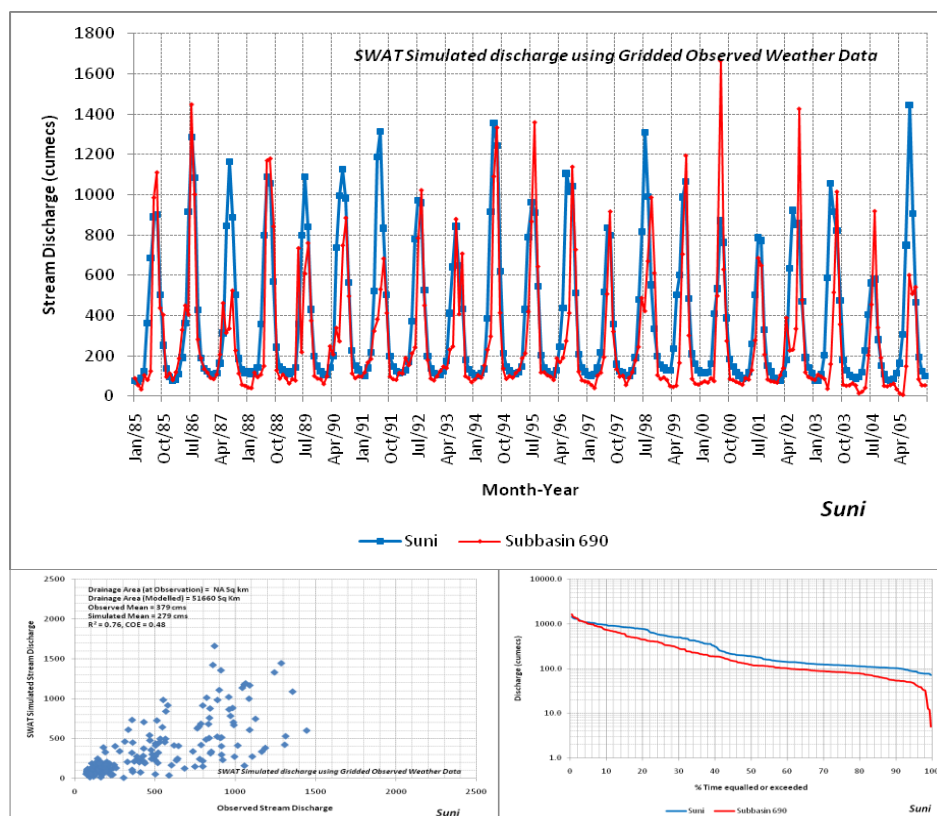 SWAT Simulated discharge using Gridded Observed Weather Data
Stream Discharge (cumecs)
1800
1600
1400
1200
1000
800
600
400
200
0
Jan/85
Oct/85
Jul/86
Apr/87
Jan/88
Oct/88
Jul/89
Apr/90
Jan/91
Oct/91
Jul/92
Apr/93
Jan/94
Oct/94
Jul/95
Apr/96
Jan/97
Oct/97
Jul/98
Apr/99
Jan/00
Oct/00
Jul/01
Apr/02
Jan/03
Oct/03
Jul/04
Apr/05
Month-Year
Suni
Suni
Subbasin 690
SWAT Simulated Stream Discharge
2500
2000
1500
1000
500
0
Drainage Area (at Observation) = NA Sq km
Drainage Area (Modelled) = 51660 Sq Km
Observed Mean = 379 cms
Simulated Mean = 279 cms
R² = 0.76, COE = 0.48
SWAT Simulated discharge using Gridded Observed Weather Data
0 500 1000 1500 2000 2500
Observed Stream Discharge
Suni
Discharge (cumecs)
10000.0
1000.0
100.0
10.0
1.0
0 10 20 30 40 50 60 70 80 90 100
% Time equalled or exceeded
Suni
Subbasin 690
Suni